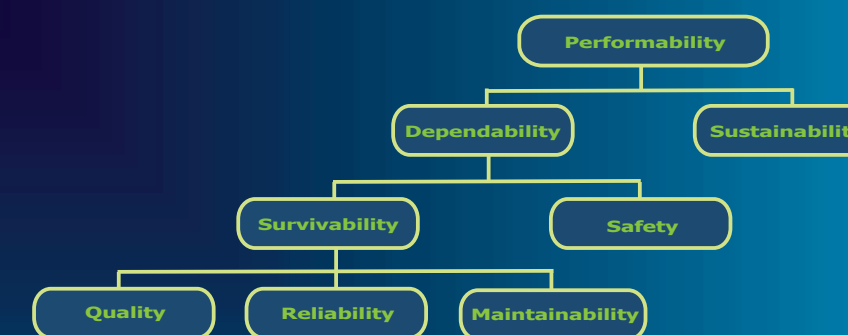 Performability
Dependability
Sustainabilit
Survivability
Safety
Quality
Reliability
Maintainability